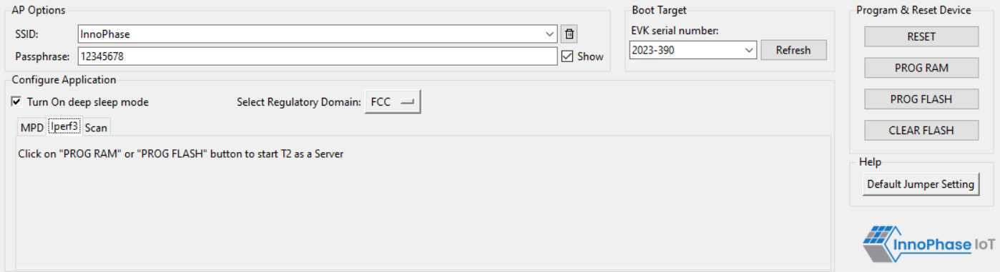 AP Options
SSID: InnoPhase
Passphrase: 12345678 Show
Boot Target
EVK serial number:
2023-390 Refresh
Program & Reset Device
RESET
PROG RAM
PROG FLASH
CLEAR FLASH
Configure Application
Turn On deep sleep mode Select Regulatory Domain: FCC
MPD Iperf3 Scan
Click on "PROG RAM" or "PROG FLASH" button to start T2 as a Server
Help
Default Jumper Setting
InnoPhase IoT